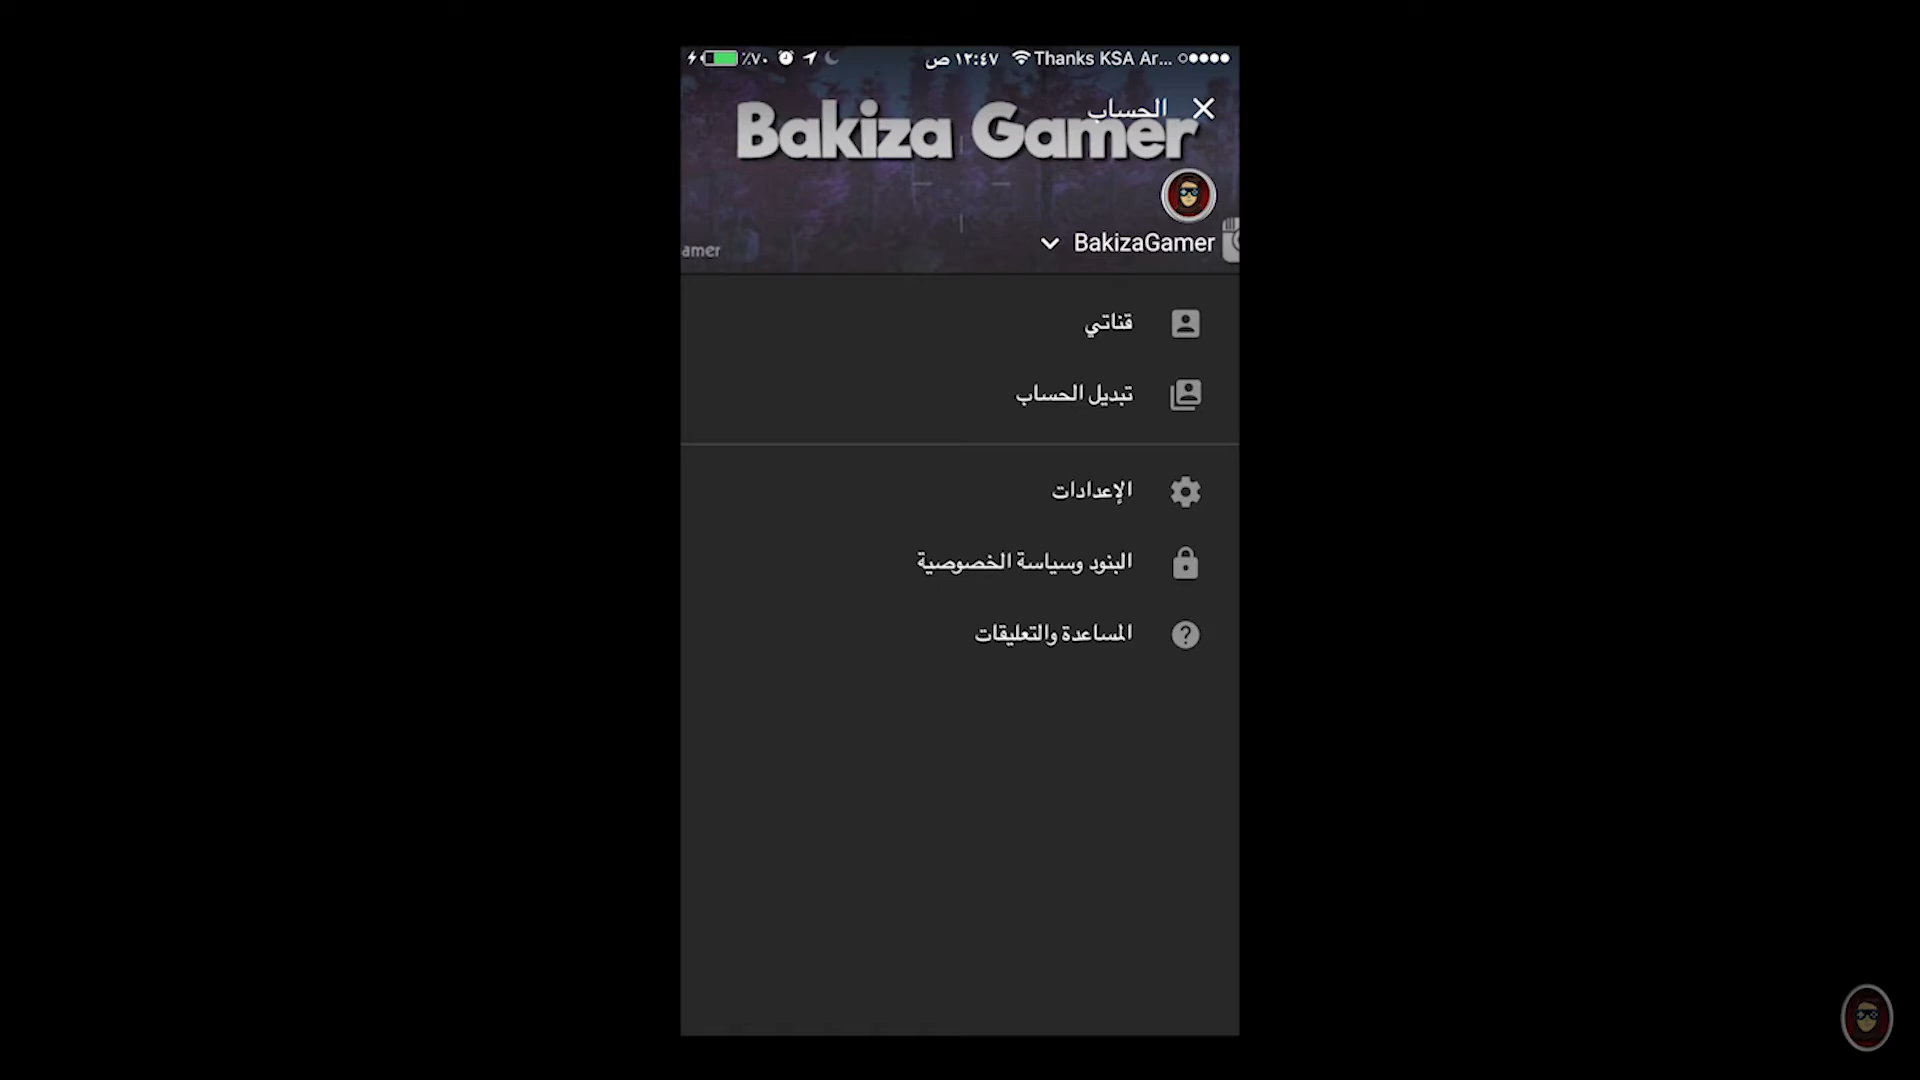 ●●●●○ Thanks KSA Ar... ١٢:٤٧ ص ٪٧٠
الحساب
Bakiza Gamer
BakizaGamer
amer
قناتي
تبديل الحساب
الإعدادات
البنود وسياسة الخصوصية
المساعدة والتعليقات